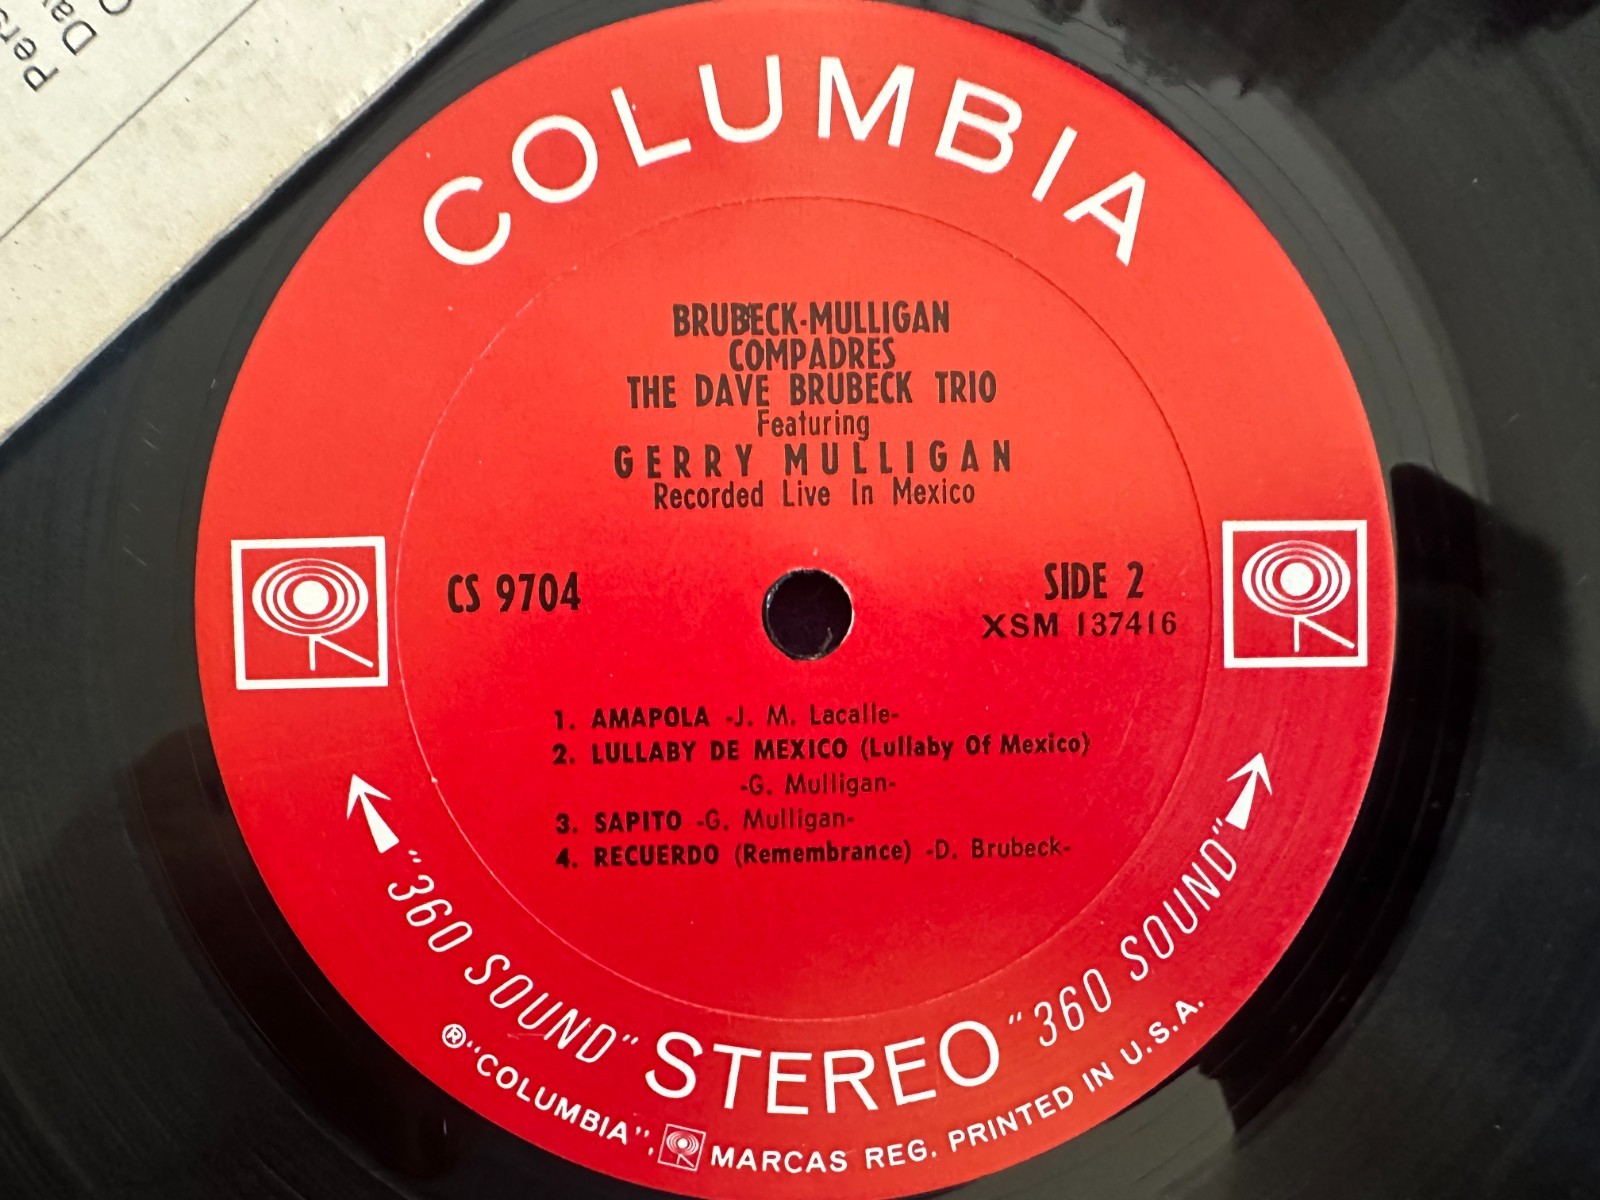 COLUMBIA
BRUBECK-MULLIGAN
COMPADRES
THE DAVE BRUBECK TRIO
Featuring
GERRY MULLIGAN
Recorded Live In Mexico
CS 9704
SIDE 2
XSM 137416
1. AMAPOLA -J. M. Lacalle-
2. LULLABY DE MEXICO (Lullaby Of Mexico)
-G. Mulligan-
3. SAPITO -G. Mulligan-
4. RECUERDO (Remembrance) -D. Brubeck-
"360 SOUND" STEREO "360 SOUND"
®"COLUMBIA", MARCAS REG. PRINTED IN U.S.A.